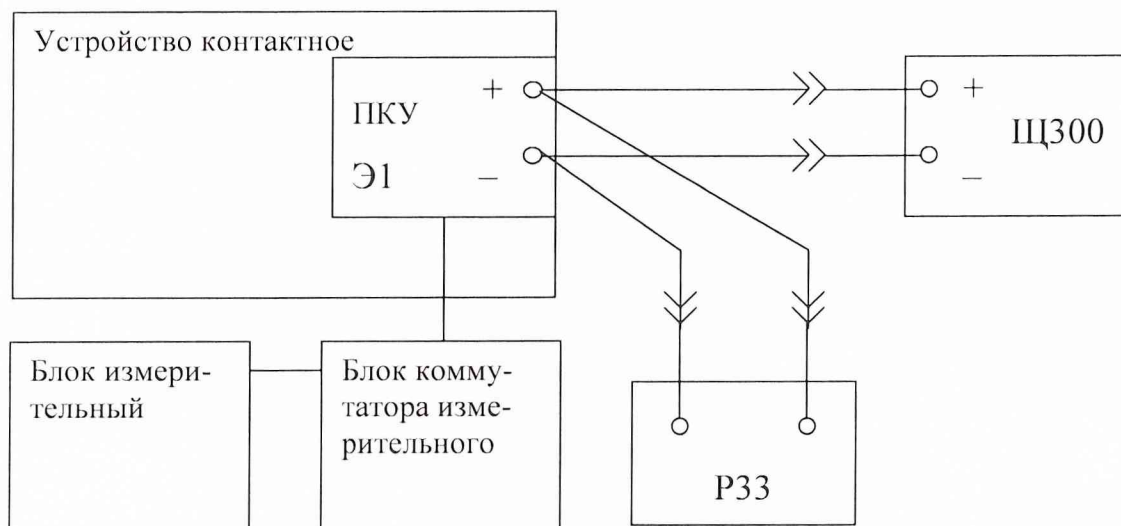 Устройство контактное
ПКУ
Э1
+
–
+
–
Щ300
Блок измери-
тельный
Блок комму-
татора изме-
рительного
Р33